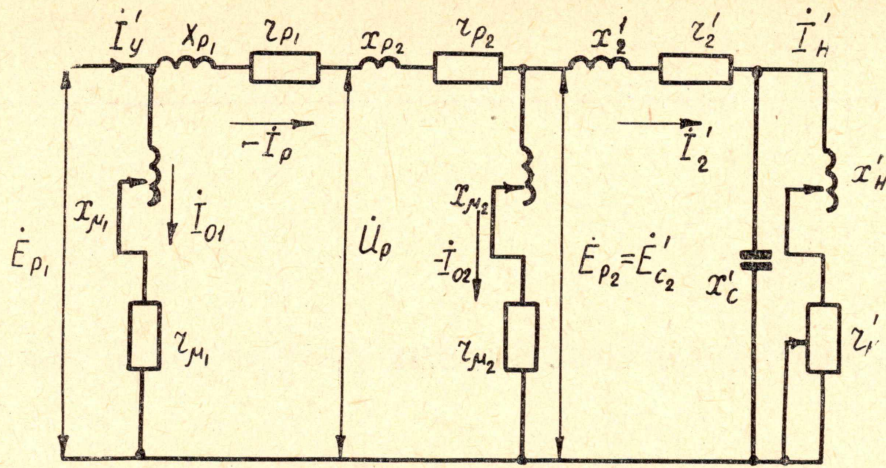 İ'у
xр₁
rр₁
xр₂
rр₂
x'₂
r'₂
İ'н
-İр
İ'₂
xμ₁
İ₀₁
Ėр₁
U̇р
xμ₂
-İ₀₂
Ėр₂=Ė'с₂
x'с
x'н
rμ₁
rμ₂